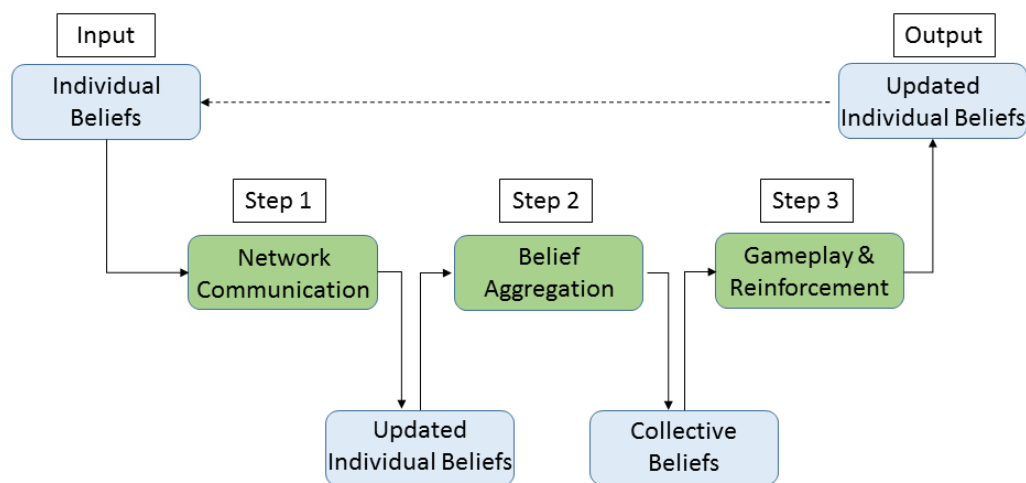 Input
Output
Individual
Beliefs
Updated
Individual Beliefs
Step 1
Step 2
Step 3
Network
Communication
Belief
Aggregation
Gameplay &
Reinforcement
Updated
Individual Beliefs
Collective
Beliefs